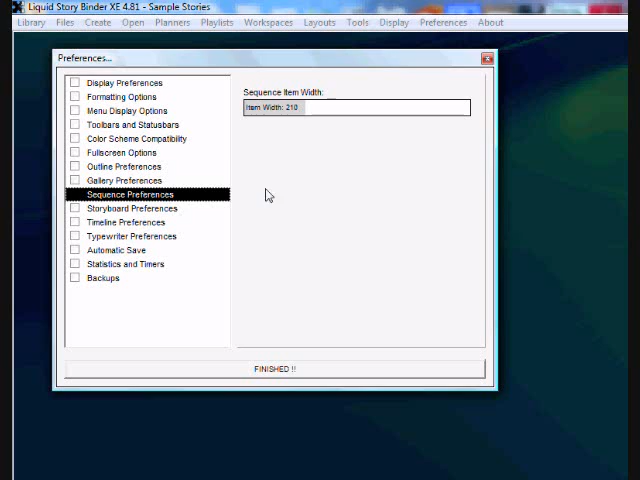 Liquid Story Binder XE 4.81 - Sample Stories
Library Files Create Open Planners Playlists Workspaces Layouts Tools Display Preferences About
Preferences...
Display Preferences
Formatting Options
Menu Display Options
Toolbars and Statusbars
Color Scheme Compatibility
Fullscreen Options
Outline Preferences
Gallery Preferences
Sequence Preferences
Storyboard Preferences
Timeline Preferences
Typewriter Preferences
Automatic Save
Statistics and Timers
Backups
Sequence Item Width:
Item Width: 210
FINISHED !!